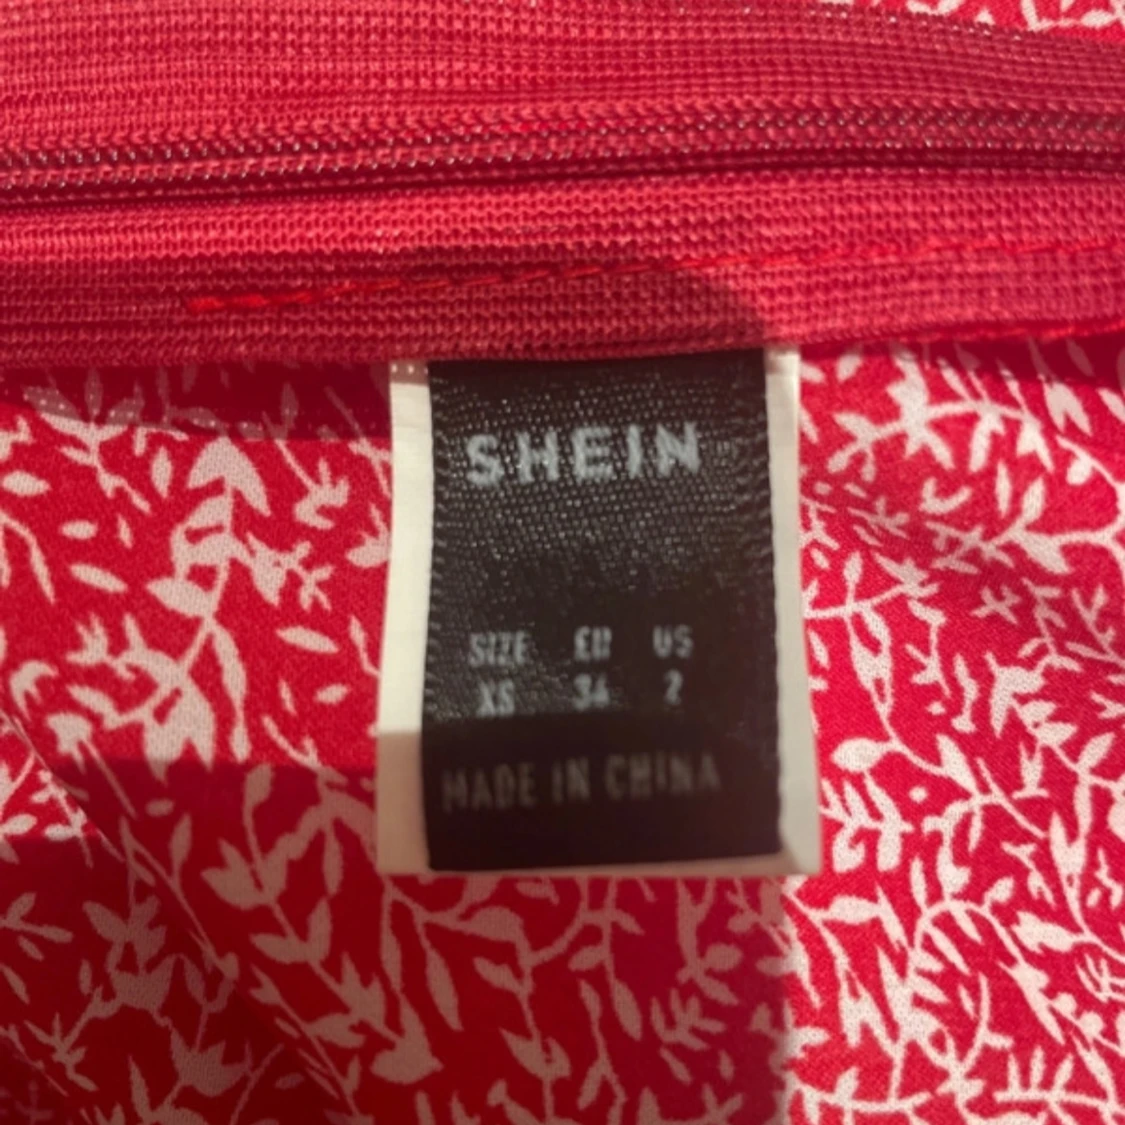 SHEIN
SIZE EU US
XS 34 2
MADE IN CHINA